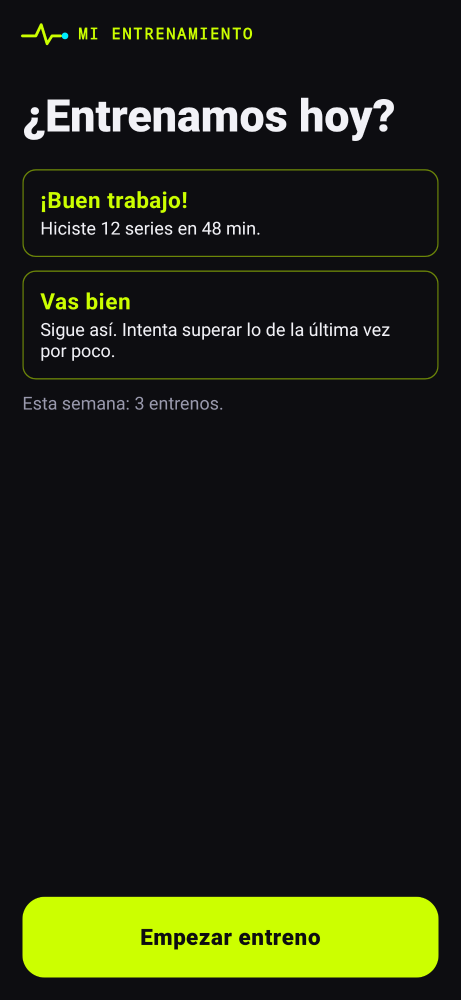 MI ENTRENAMIENTO
¿Entrenamos hoy?
¡Buen trabajo!
Hiciste 12 series en 48 min.
Vas bien
Sigue así. Intenta superar lo de la última vez
por poco.
Esta semana: 3 entrenos.
Empezar entreno